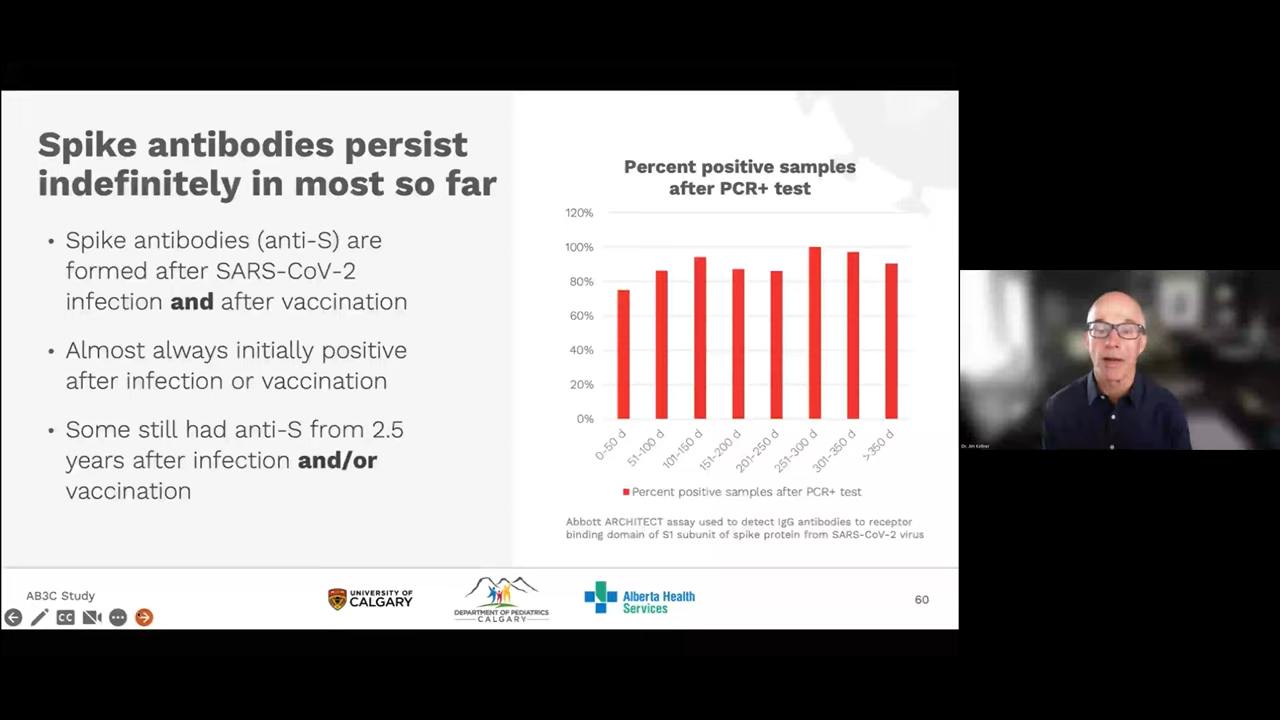 Spike antibodies persist
indefinitely in most so far
• Spike antibodies (anti-S) are
formed after SARS-CoV-2
infection and after vaccination
• Almost always initially positive
after infection or vaccination
• Some still had anti-S from 2.5
years after infection and/or
vaccination
Percent positive samples
after PCR+ test
120%
100%
80%
60%
40%
20%
0%
0-50 d
51-100 d
101-150 d
151-200 d
201-250 d
251-300 d
301-350 d
>350 d
Percent positive samples after PCR+ test
Abbott ARCHITECT assay used to detect IgG antibodies to receptor
binding domain of S1 subunit of spike protein from SARS-CoV-2 virus
AB3C Study
UNIVERSITY OF
CALGARY
DEPARTMENT OF PEDIATRICS
CALGARY
Alberta Health
Services
60
CC
Dr. Jim Kellner